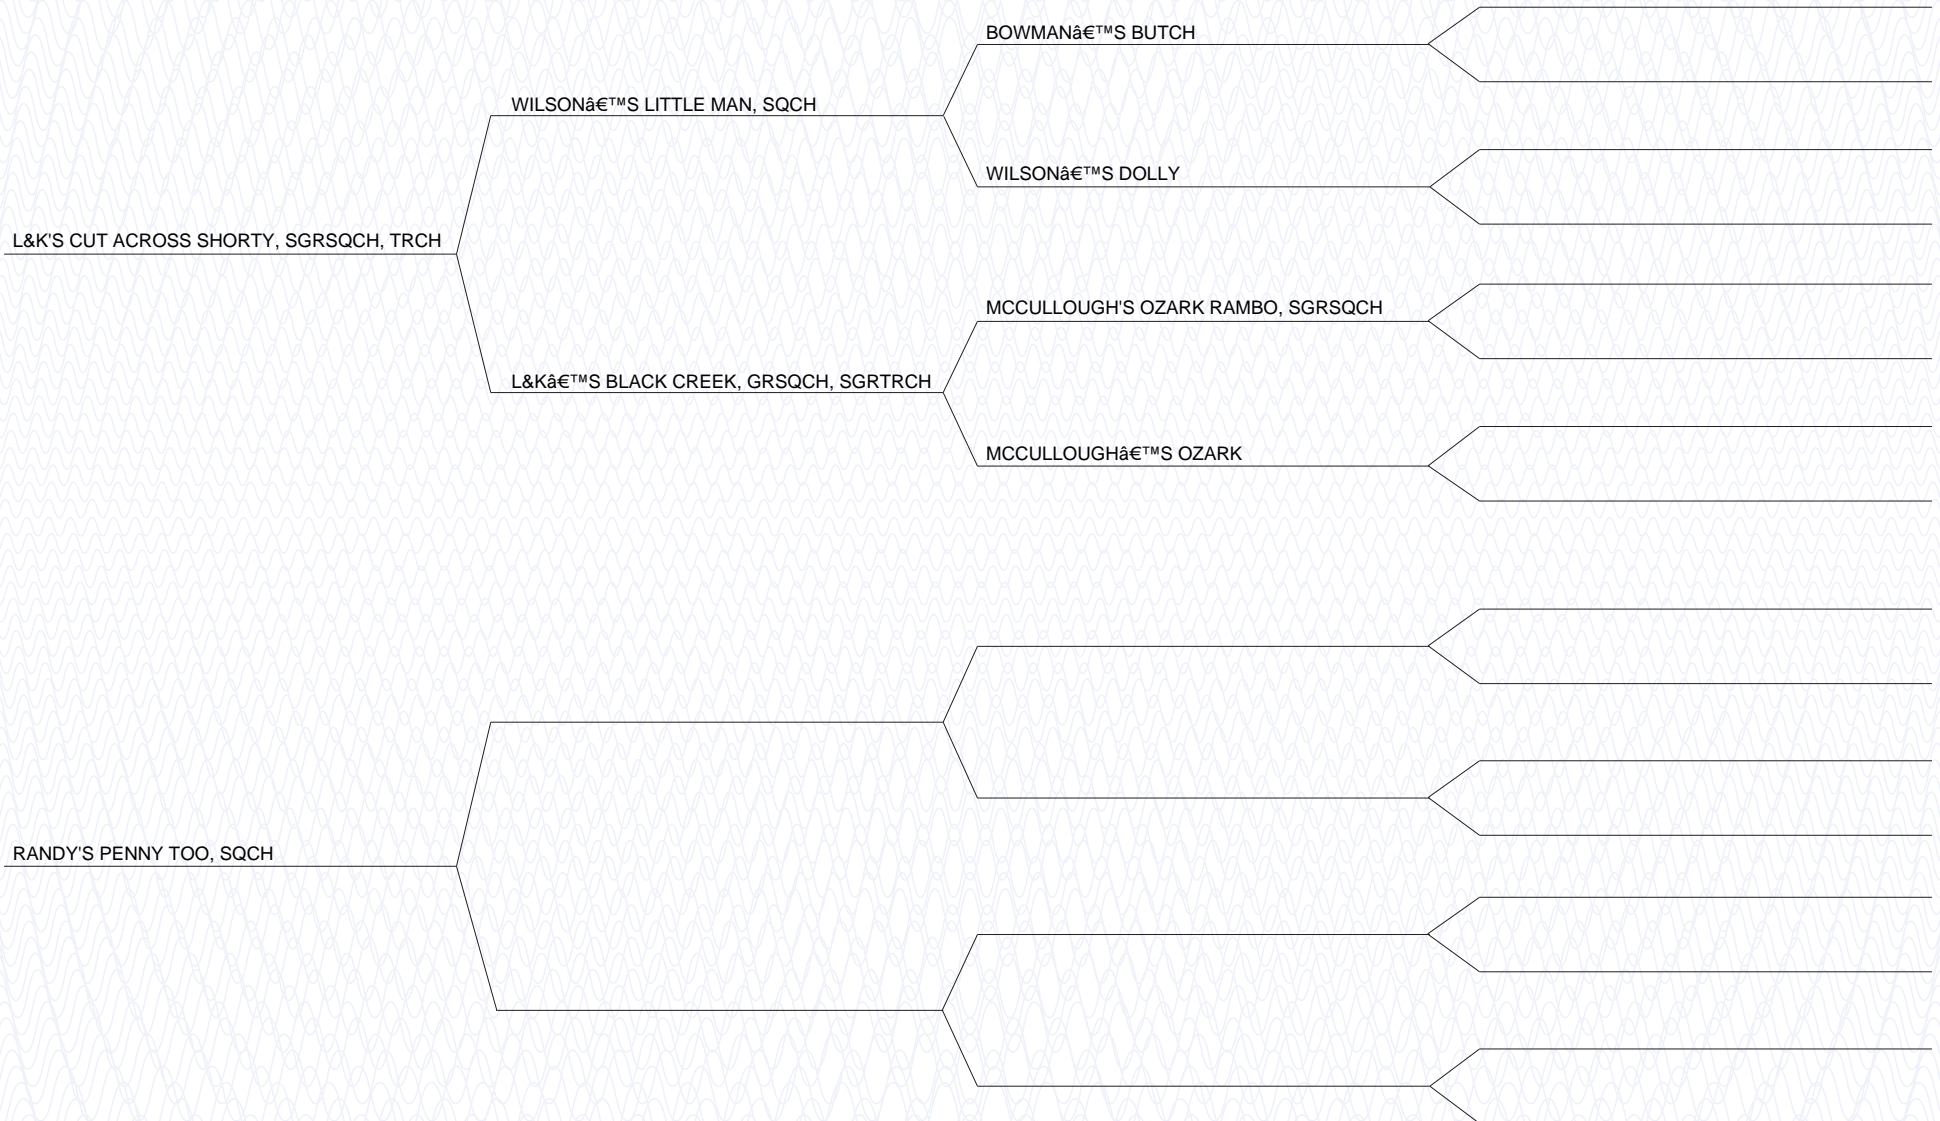 BOWMANâ€™S BUTCH
WILSONâ€™S LITTLE MAN, SQCH
WILSONâ€™S DOLLY
L&K'S CUT ACROSS SHORTY, SGRSQCH, TRCH
MCCULLOUGH'S OZARK RAMBO, SGRSQCH
L&Kâ€™S BLACK CREEK, GRSQCH, SGRTRCH
MCCULLOUGHâ€™S OZARK
RANDY'S PENNY TOO, SQCH